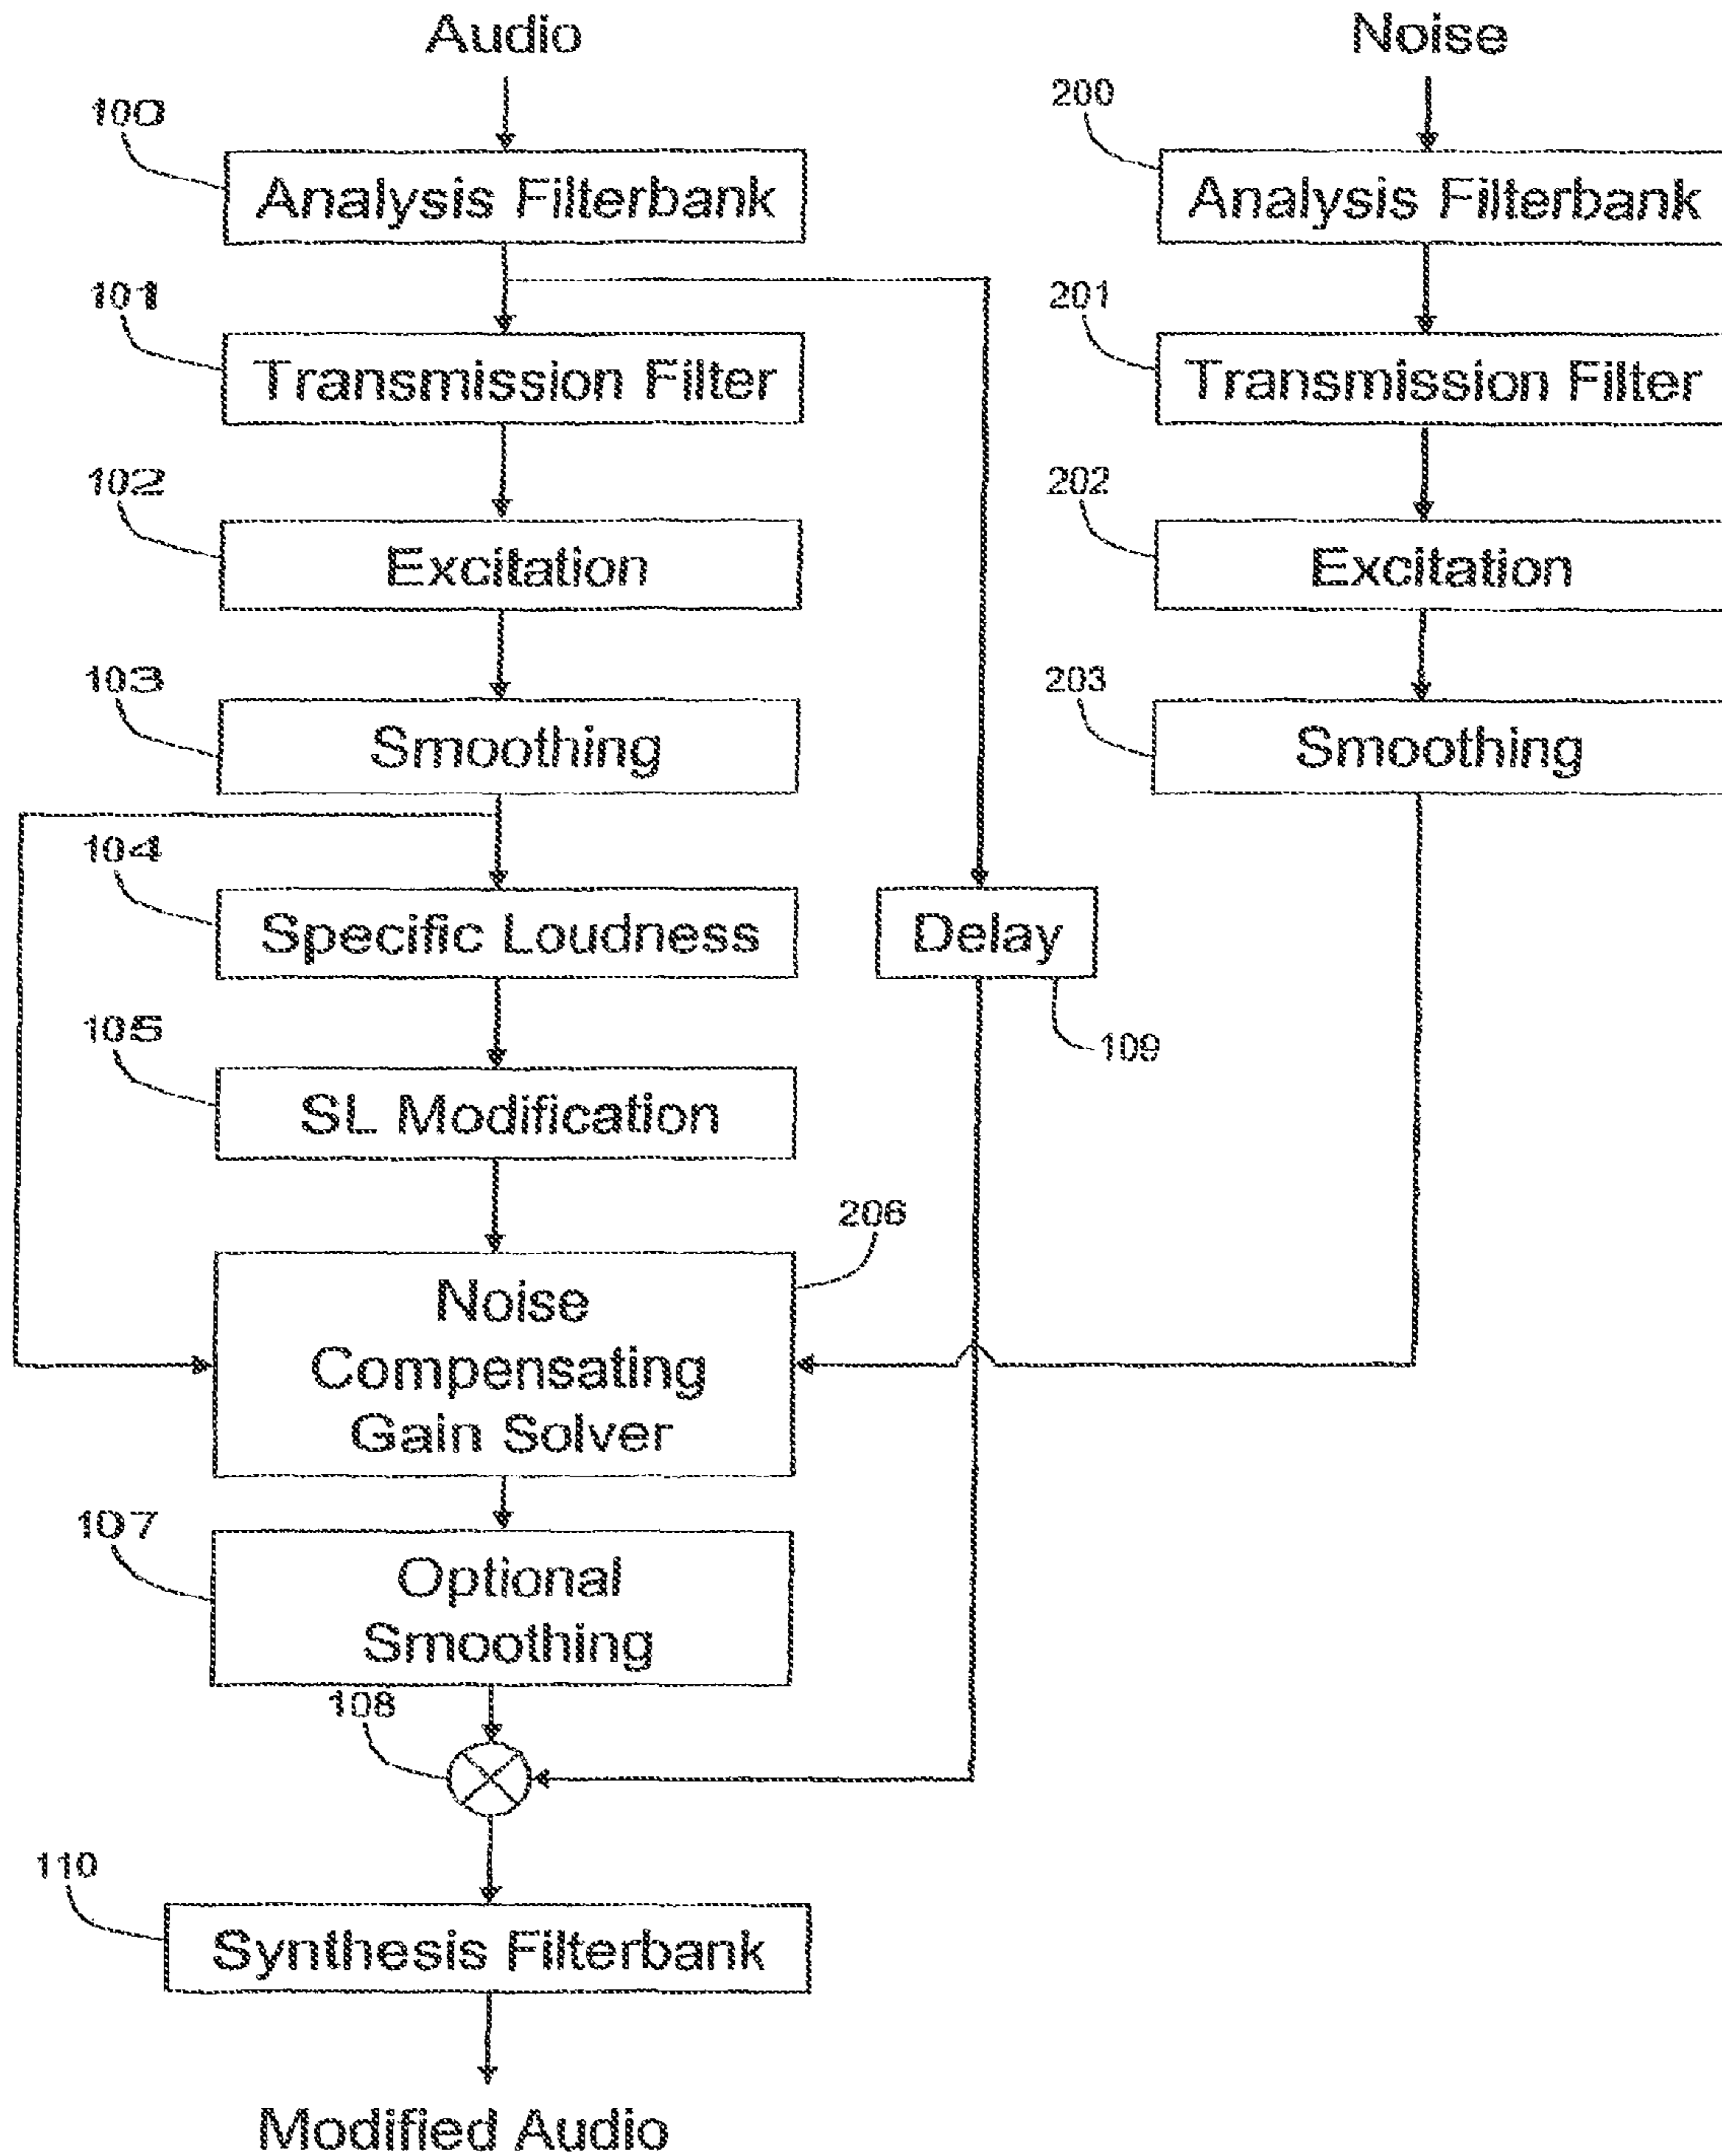 Audio
Noise
100
200
Analysis Filterbank
Analysis Filterbank
101
201
Transmission Filter
Transmission Filter
102
202
Excitation
Excitation
103
203
Smoothing
Smoothing
104
Specific Loudness
Delay
105
109
SL Modification
206
Noise
Compensating
Gain Solver
107
Optional
Smoothing
108
110
Synthesis Filterbank
Modified Audio